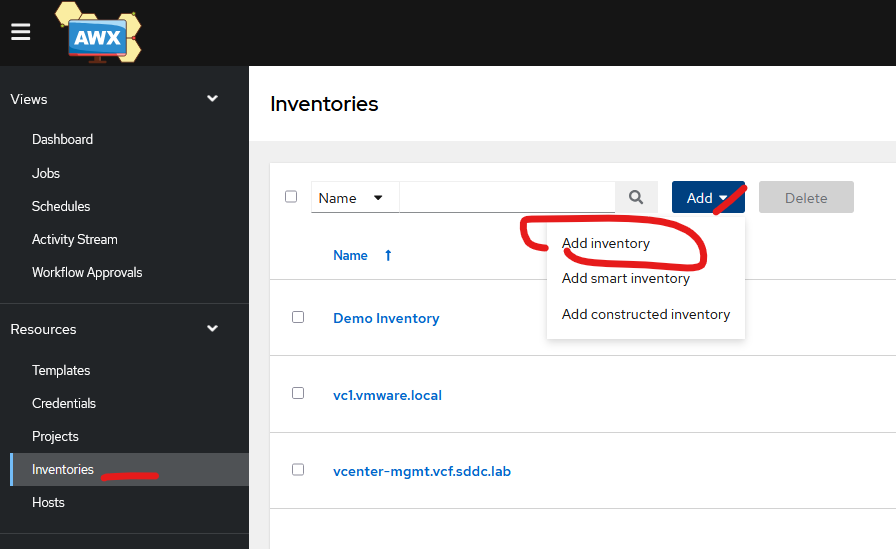 AWX
Views
Dashboard
Jobs
Schedules
Activity Stream
Workflow Approvals
Resources
Templates
Credentials
Projects
Inventories
Hosts
Inventories
Name Add Delete
Add inventory
Add smart inventory
Add constructed inventory
Name
Demo Inventory
vc1.vmware.local
vcenter-mgmt.vcf.sddc.lab